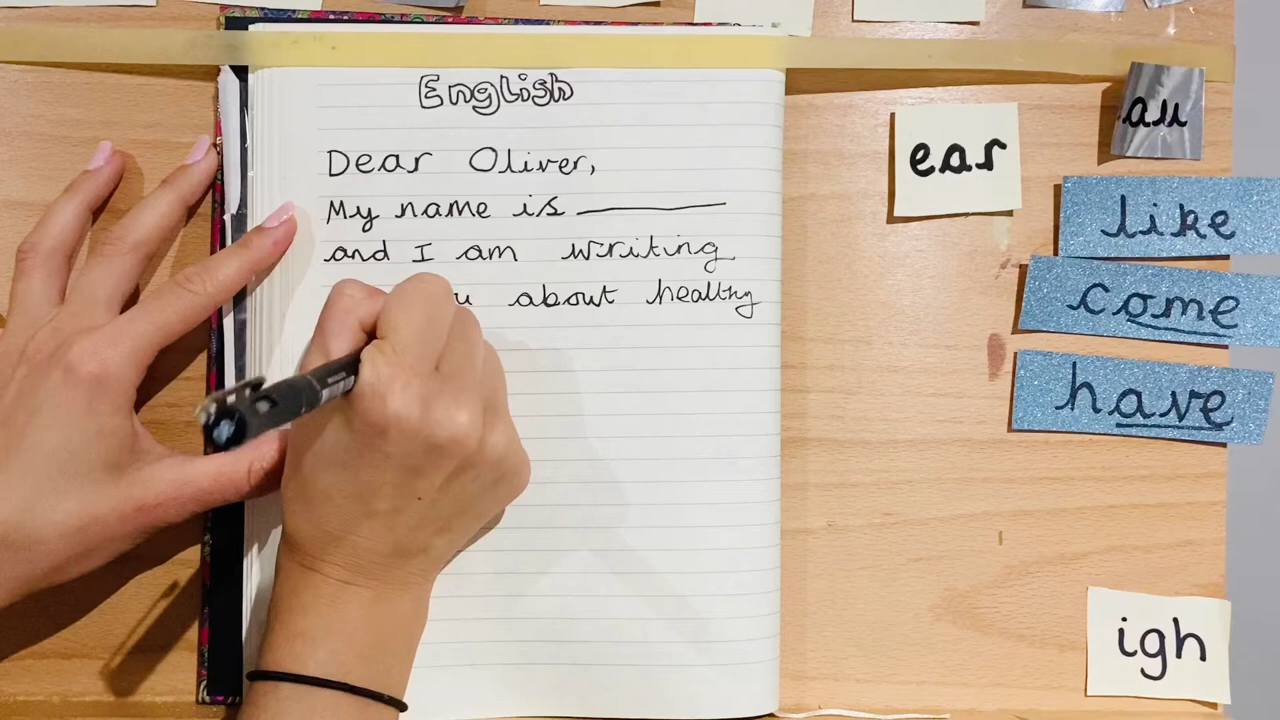 English
Dear Oliver,
My name is
and I am writing
about healthy
ear
au
like
come
have
igh